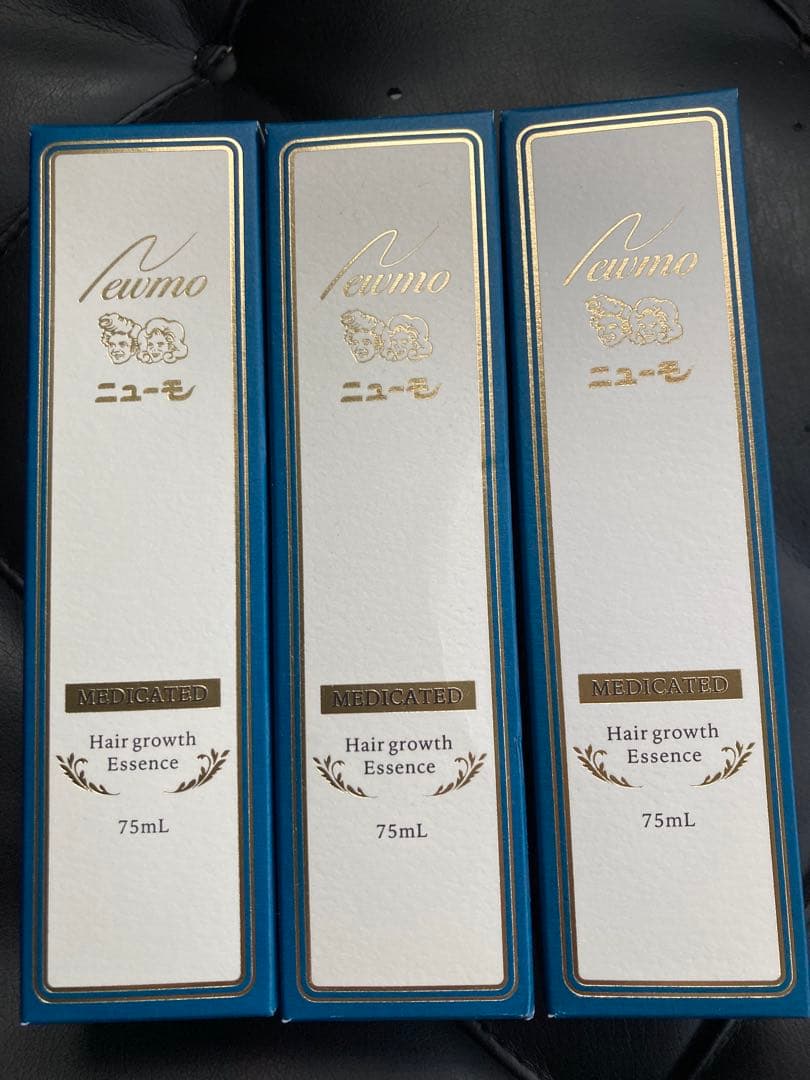 Newmo
ニューモ
MEDICATED
Hair growth
Essence
75mL
Newmo
ニューモ
MEDICATED
Hair growth
Essence
75mL
Newmo
ニューモ
MEDICATED
Hair growth
Essence
75mL